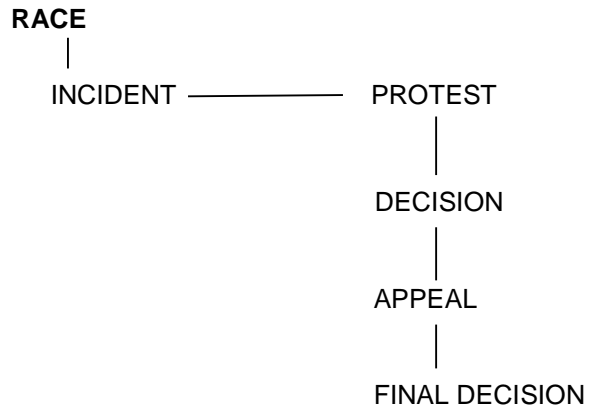 RACE
INCIDENT PROTEST
DECISION
APPEAL
FINAL DECISION